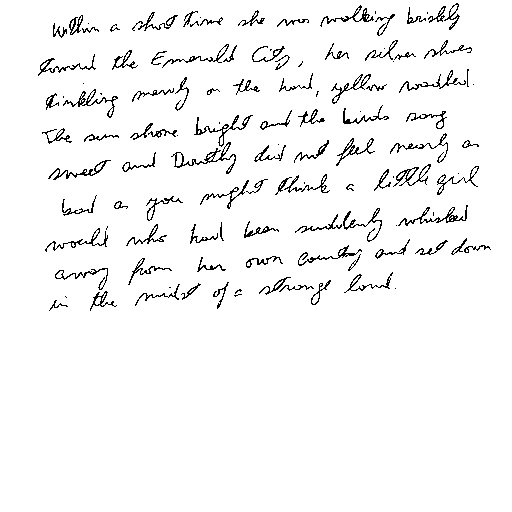 Within a short time she was walking briskly
toward the Emerald City, her silver shoes
tinkling merrily on the hard, yellow roadbed.
The sun shone bright and the birds sang
sweet and Dorothy did not feel nearly as
bad as you might think a little girl
would who had been suddenly whisked
away from her own country and set down
in the midst of a strange land.